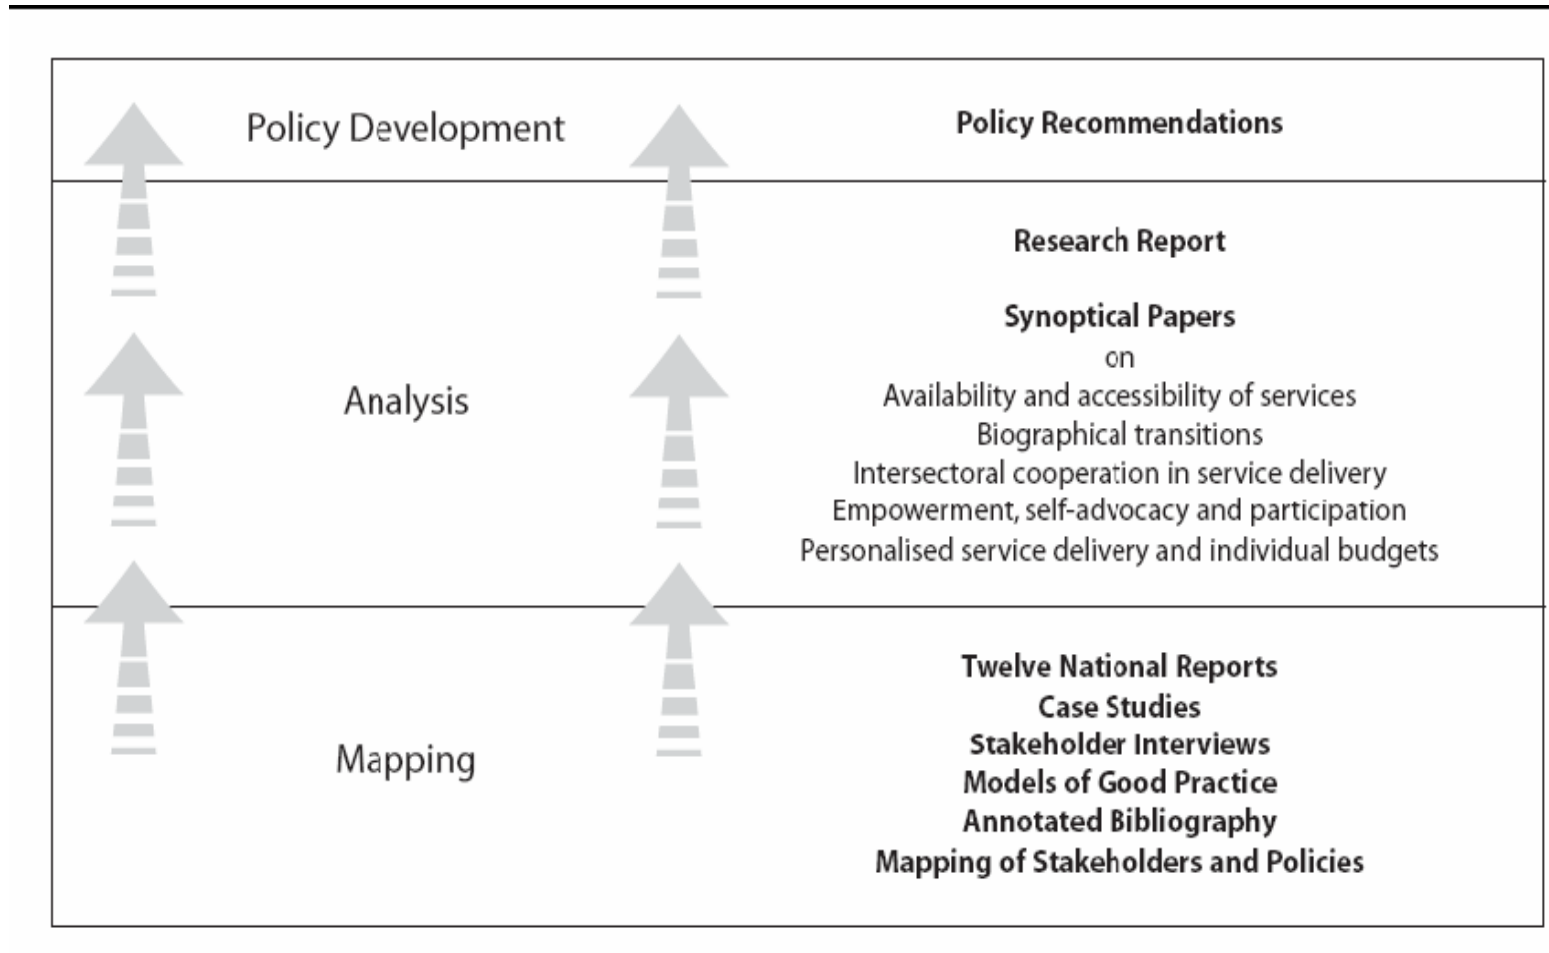 Policy Development
Policy Recommendations
Analysis
Research Report
Synoptical Papers
on
Availability and accessibility of services
Biographical transitions
Intersectoral cooperation in service delivery
Empowerment, self-advocacy and participation
Personalised service delivery and individual budgets
Mapping
Twelve National Reports
Case Studies
Stakeholder Interviews
Models of Good Practice
Annotated Bibliography
Mapping of Stakeholders and Policies